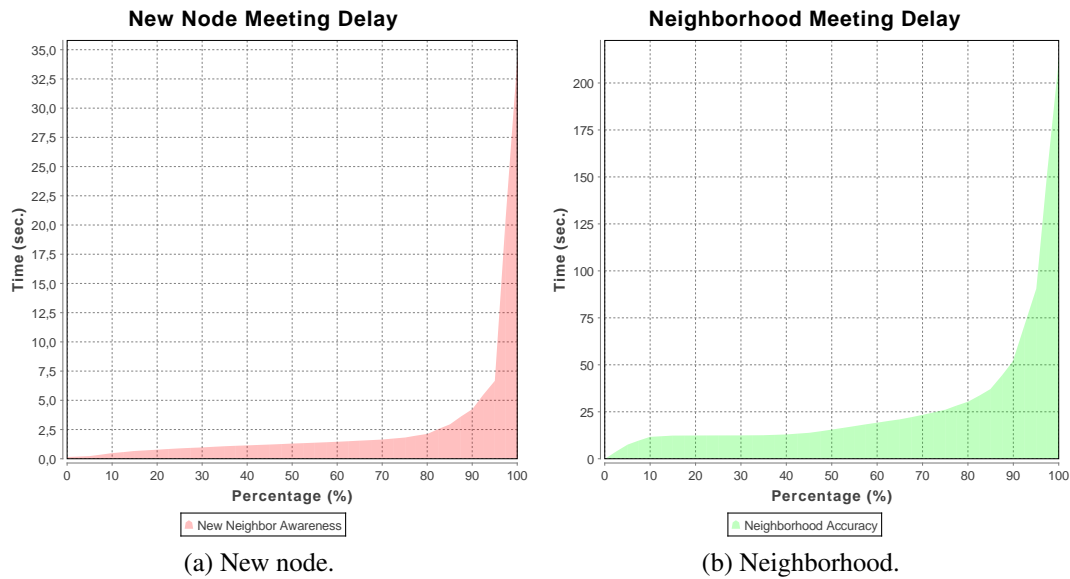 New Node Meeting Delay
35,0
32,5
30,0
27,5
25,0
22,5
20,0
17,5
15,0
12,5
10,0
7,5
5,0
2,5
0,0
Time (sec.)
0 10 20 30 40 50 60 70 80 90 100
Percentage (%)
New Neighbor Awareness
(a) New node.
Neighborhood Meeting Delay
200
175
150
125
100
75
50
25
0
Time (sec.)
0 10 20 30 40 50 60 70 80 90 100
Percentage (%)
Neighborhood Accuracy
(b) Neighborhood.